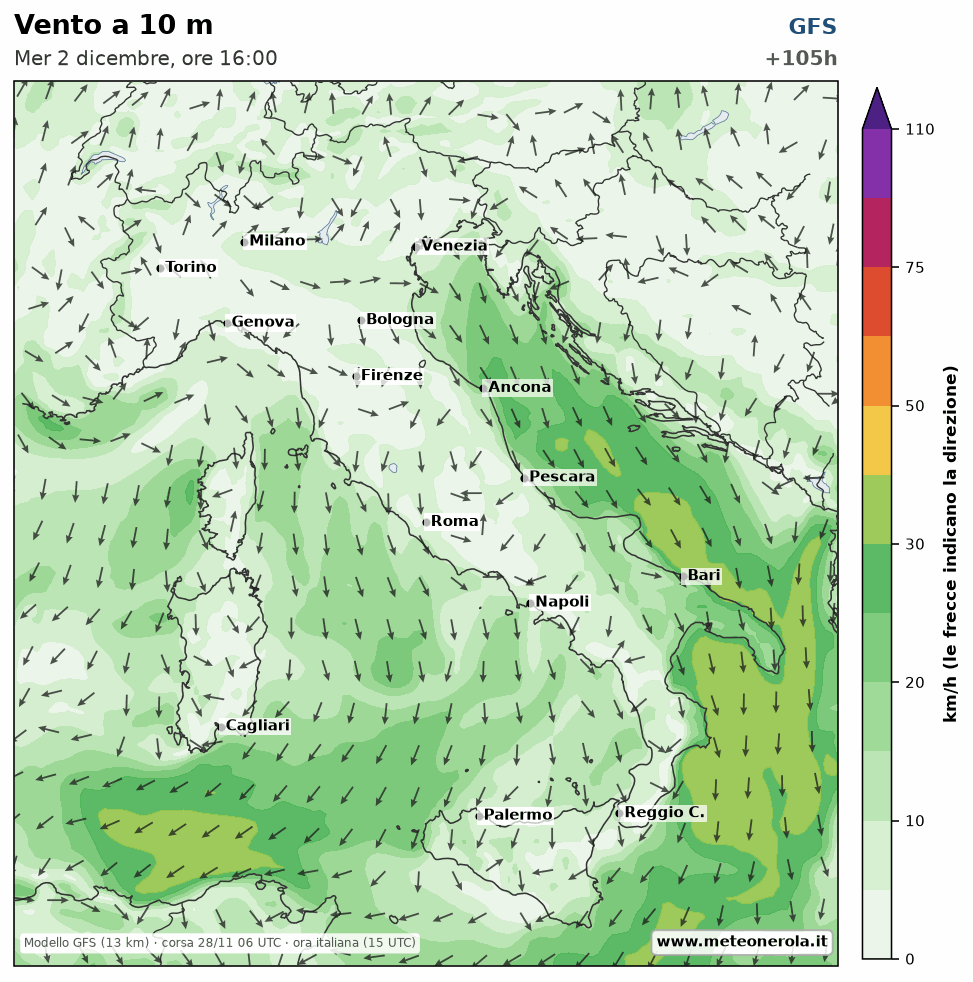 Vento a 10 m
GFS
Mer 2 dicembre, ore 16:00
+105h
Milano
Venezia
Torino
Genova
Bologna
Firenze
Ancona
Pescara
Roma
Bari
Napoli
Cagliari
Palermo
Reggio C.
Modello GFS (13 km) · corsa 28/11 06 UTC · ora italiana (15 UTC)
www.meteonerola.it
110
75
50
30
20
10
0
km/h (le frecce indicano la direzione)